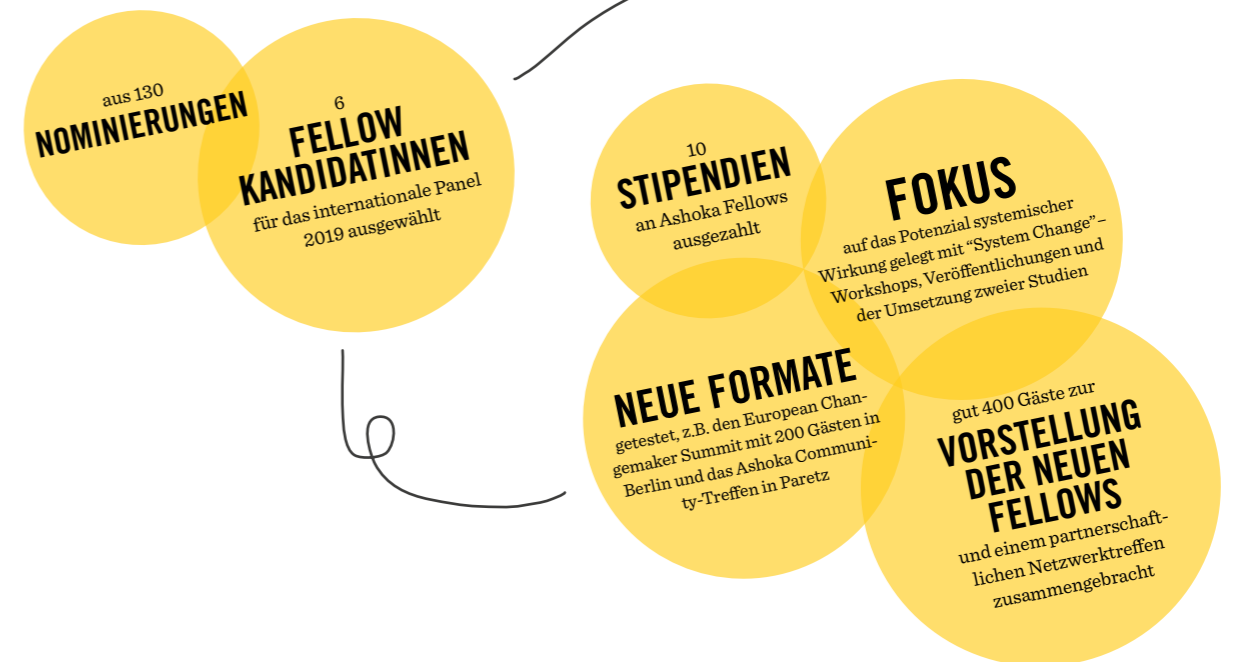 aus 130
NOMINIERUNGEN
6
FELLOW
KANDIDATINNEN
für das internationale Panel
2019 ausgewählt
10
STIPENDIEN
an Ashoka Fellows
ausgezahlt
FOKUS
auf das Potenzial systemischer
Wirkung gelegt mit “System Change”–
Workshops, Veröffentlichungen und
der Umsetzung zweier Studien
NEUE FORMATE
getestet, z.B. den European Chan-
gemaker Summit mit 200 Gästen in
Berlin und das Ashoka Communi-
ty-Treffen in Paretz
gut 400 Gäste zur
VORSTELLUNG
DER NEUEN
FELLOWS
und einem partnerschaft-
lichen Netzwerktreffen
zusammengebracht